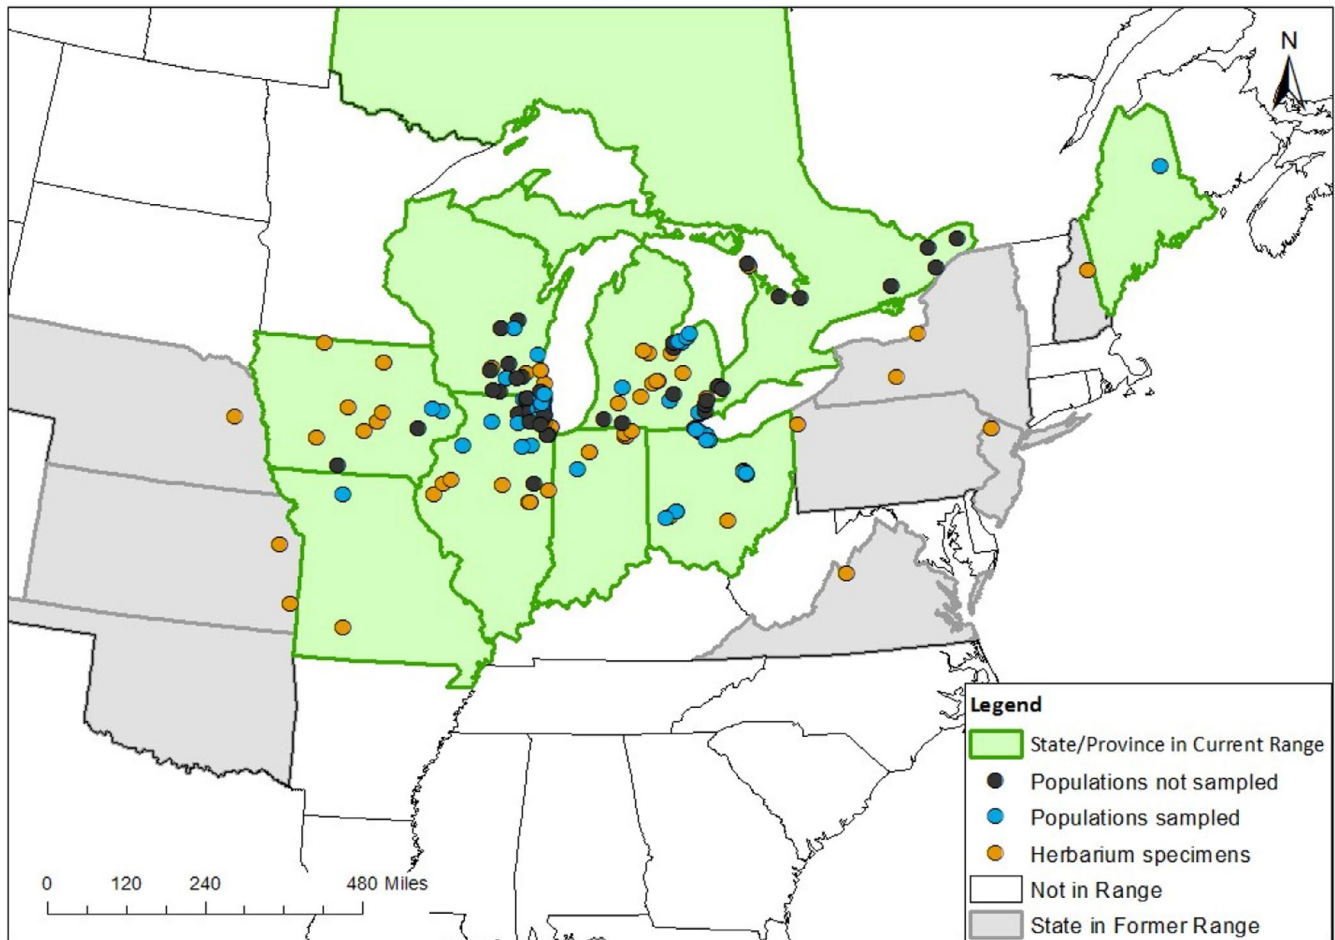 N
Legend
State/Province in Current Range
Populations not sampled
Populations sampled
Herbarium specimens
Not in Range
State in Former Range
0 120 240 480 Miles